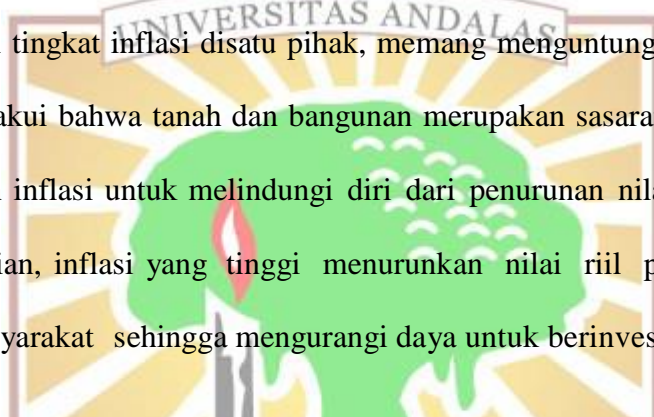 UNIVERSITAS ANDALAS
tingkat inflasi disatu pihak, memang menguntung
akui bahwa tanah dan bangunan merupakan sasara
inflasi untuk melindungi diri dari penurunan nila
ian, inflasi yang tinggi menurunkan nilai riil p
yarakat sehingga mengurangi daya untuk berinves